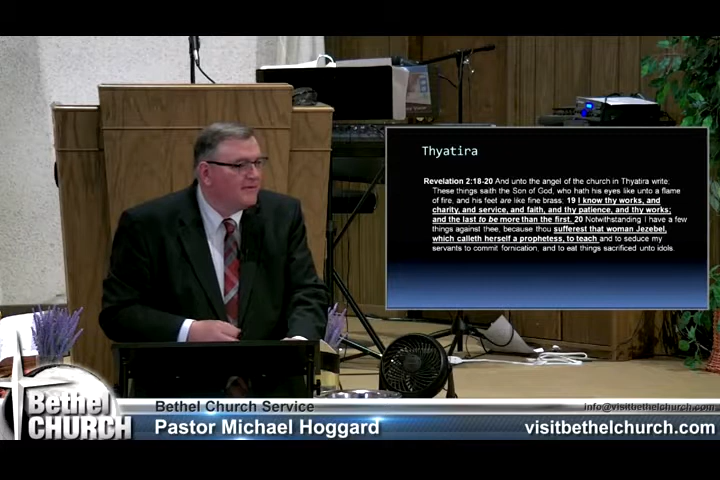 Thyatira
Revelation 2:18-20 And unto the angel of the church in Thyatira write;
These things saith the Son of God, who hath his eyes like unto a flame
of fire, and his feet are like fine brass. 19 I know thy works, and
charity, and service, and faith, and thy patience, and thy works;
and the last to be more than the first. 20 Notwithstanding I have a few
things against thee, because thou sufferest that woman Jezebel,
which calleth herself a prophetess, to teach and to seduce my
servants to commit fornication, and to eat things sacrificed unto idols.
Bethel
CHURCH
Bethel Church Service
info@visitbethelchurch.com
Pastor Michael Hoggard
visitbethelchurch.com